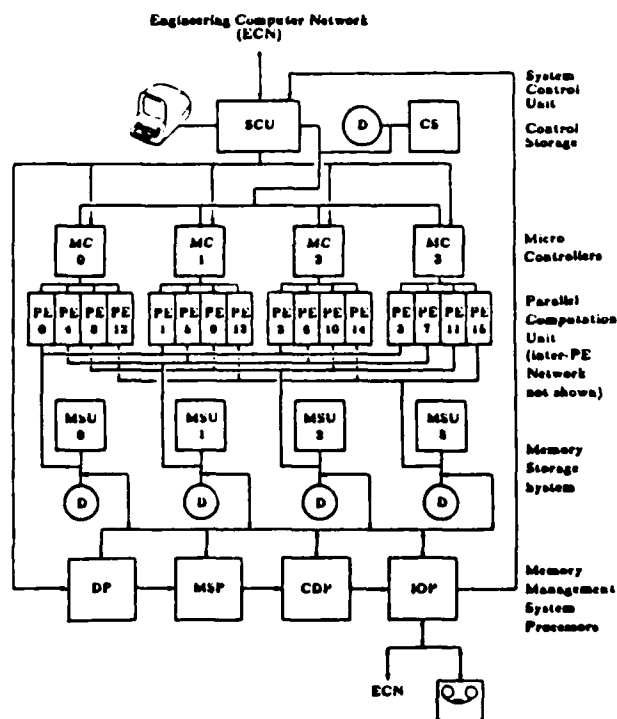 Engineering Computer Network
(ECN)
SCU
D
CS
System
Control
Unit
Control
Storage
MC
0
MC
1
MC
2
MC
3
Micro
Controllers
PE
0
PE
4
PE
8
PE
12
PE
1
PE
5
PE
9
PE
13
PE
2
PE
6
PE
10
PE
14
PE
3
PE
7
PE
11
PE
15
Parallel
Computation
Unit
(inter-PE
Network
not shown)
MSU
0
MSU
1
MSU
2
MSU
3
Memory
Storage
System
D
D
D
D
DP
MSP
CDP
IOP
Memory
Management
System
Processors
ECN